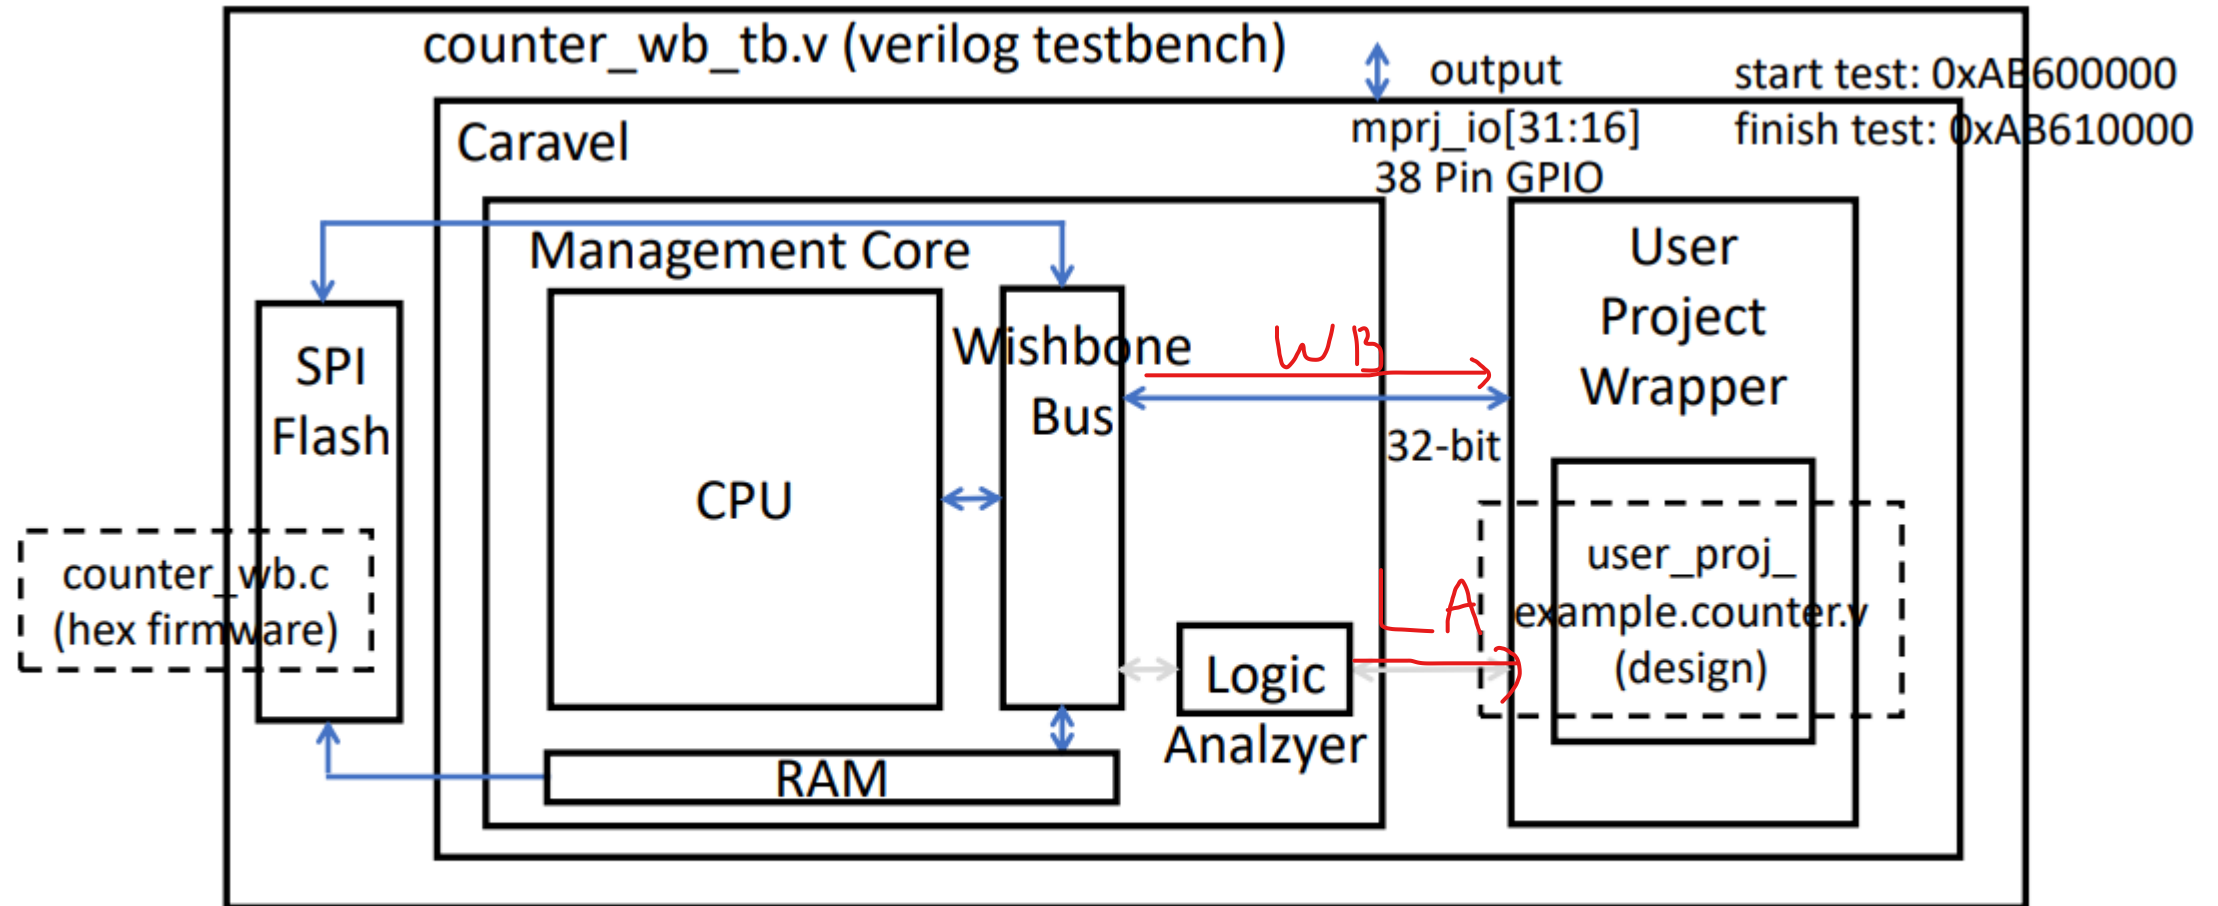 counter_wb_tb.v (verilog testbench)
output
start test: 0xAB600000
mprj_io[31:16]
finish test: 0xAB610000
38 Pin GPIO
Caravel
Management Core
User
Project
Wrapper
SPI
Flash
Wishbone
Bus
WB
32-bit
CPU
counter_wb.c
(hex firmware)
LA
user_proj_
example.counter.v
(design)
Logic
Analzyer
RAM